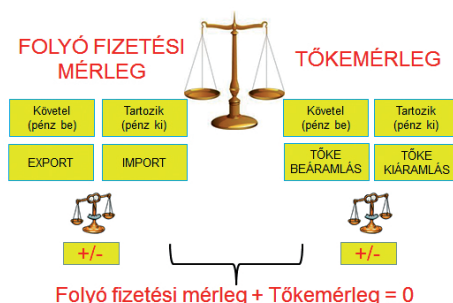 FOLYÓ FIZETÉSI
MÉRLEG
TŐKEMÉRLEG
Követel
(pénz be)
Tartozik
(pénz ki)
Követel
(pénz be)
Tartozik
(pénz ki)
EXPORT
IMPORT
TŐKE
BEÁRAMLÁS
TŐKE
KIÁRAMLÁS
+/-
+/-
Folyó fizetési mérleg + Tőkemérleg = 0